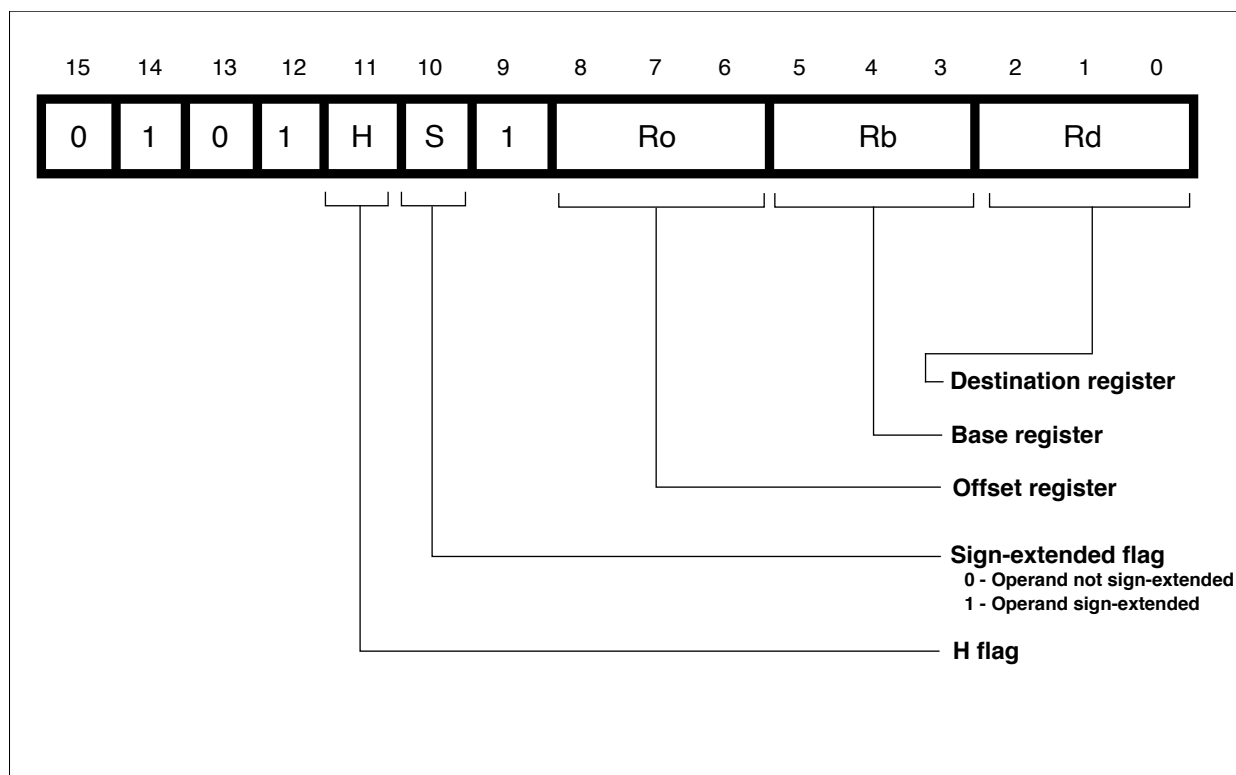 15 14 13 12 11 10 9 8 7 6 5 4 3 2 1 0
0 1 0 1 H S 1 Ro Rb Rd
Destination register
Base register
Offset register
Sign-extended flag
0 - Operand not sign-extended
1 - Operand sign-extended
H flag